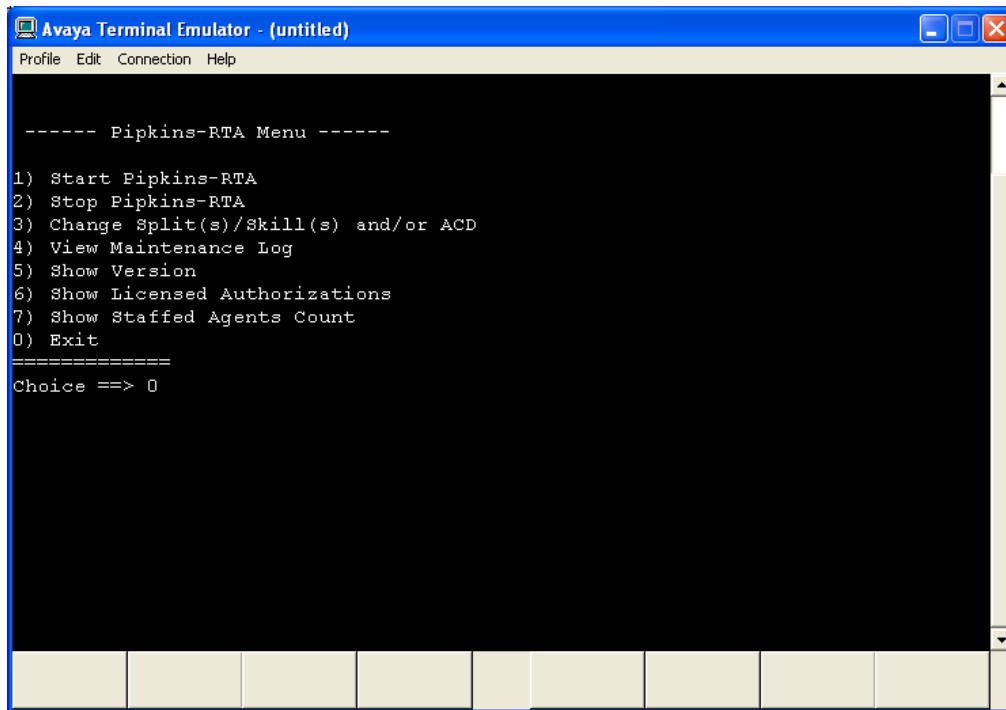 Avaya Terminal Emulator - (untitled)
Profile Edit Connection Help
------ Pipkins-RTA Menu ------
1) Start Pipkins-RTA
2) Stop Pipkins-RTA
3) Change Split(s)/Skill(s) and/or ACD
4) View Maintenance Log
5) Show Version
6) Show Licensed Authorizations
7) Show Staffed Agents Count
0) Exit
=============
Choice ==> 0